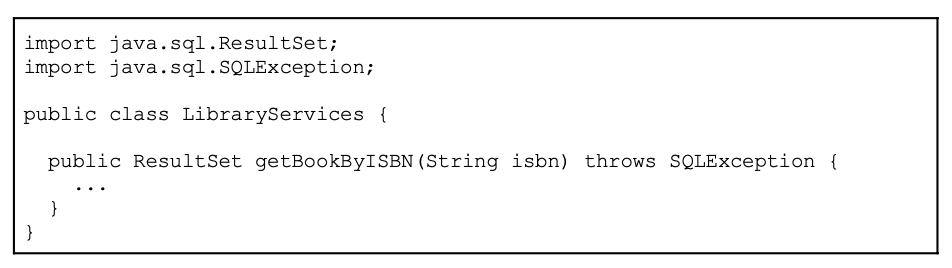 import java.sql.ResultSet;
import java.sql.SQLException;
public class LibraryServices {
public ResultSet getBookByISBN(String isbn) throws SQLException {
...
}
}